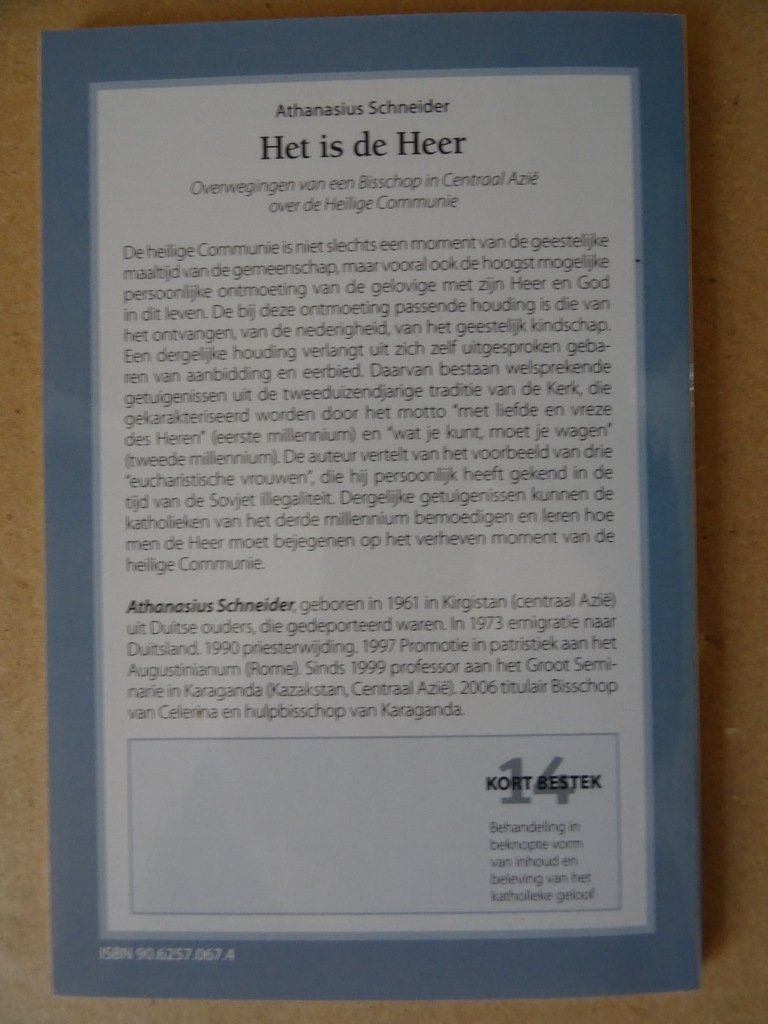 Athanasius Schneider
Het is de Heer
Overwegingen van een Bisschop in Centraal Azië
over de Heilige Communie
De heilige Communie is niet slechts een moment van de geestelijke
maaltijd van de gemeenschap, maar vooral ook de hoogst mogelijke
persoonlijke ontmoeting van de gelovige met zijn Heer en God
in dit leven. De bij deze ontmoeting passende houding is die van
het ontvangen, van de nederigheid, van het geestelijk kindschap.
Een dergelijke houding verlangt uit zich zelf uitgesproken geba-
ren van aanbidding en eerbied. Daarvan bestaan welsprekende
getuigenissen uit de tweeduizendjarige traditie van de Kerk, die
gekarakteriseerd worden door het motto "met liefde en vreze
des Heren" (eerste millennium) en "wat je kunt, moet je wagen"
(tweede millennium). De auteur vertelt van het voorbeeld van drie
"eucharistische vrouwen", die hij persoonlijk heeft gekend in de
tijd van de Sovjet illegaliteit. Dergelijke getuigenissen kunnen de
katholieken van het derde millennium bemoedigen en leren hoe
men de Heer moet bejegenen op het verheven moment van de
heilige Communie.
Athanasius Schneider, geboren in 1961 in Kirgistan (centraal Azië)
uit Duitse ouders, die gedeporteerd waren. In 1973 emigratie naar
Duitsland. 1990 priesterwijding. 1997 Promotie in patristiek aan het
Augustinianum (Rome). Sinds 1999 professor aan het Groot Semi-
narie in Karaganda (Kazakstan, Centraal Azië). 2006 titulair Bisschop
van Celerina en hulpbisschop van Karaganda.
14
KORT BESTEK
Behandeling in
beknopte vorm
van inhoud en
beleving van het
katholieke geloof
ISBN 90.6257.067.4